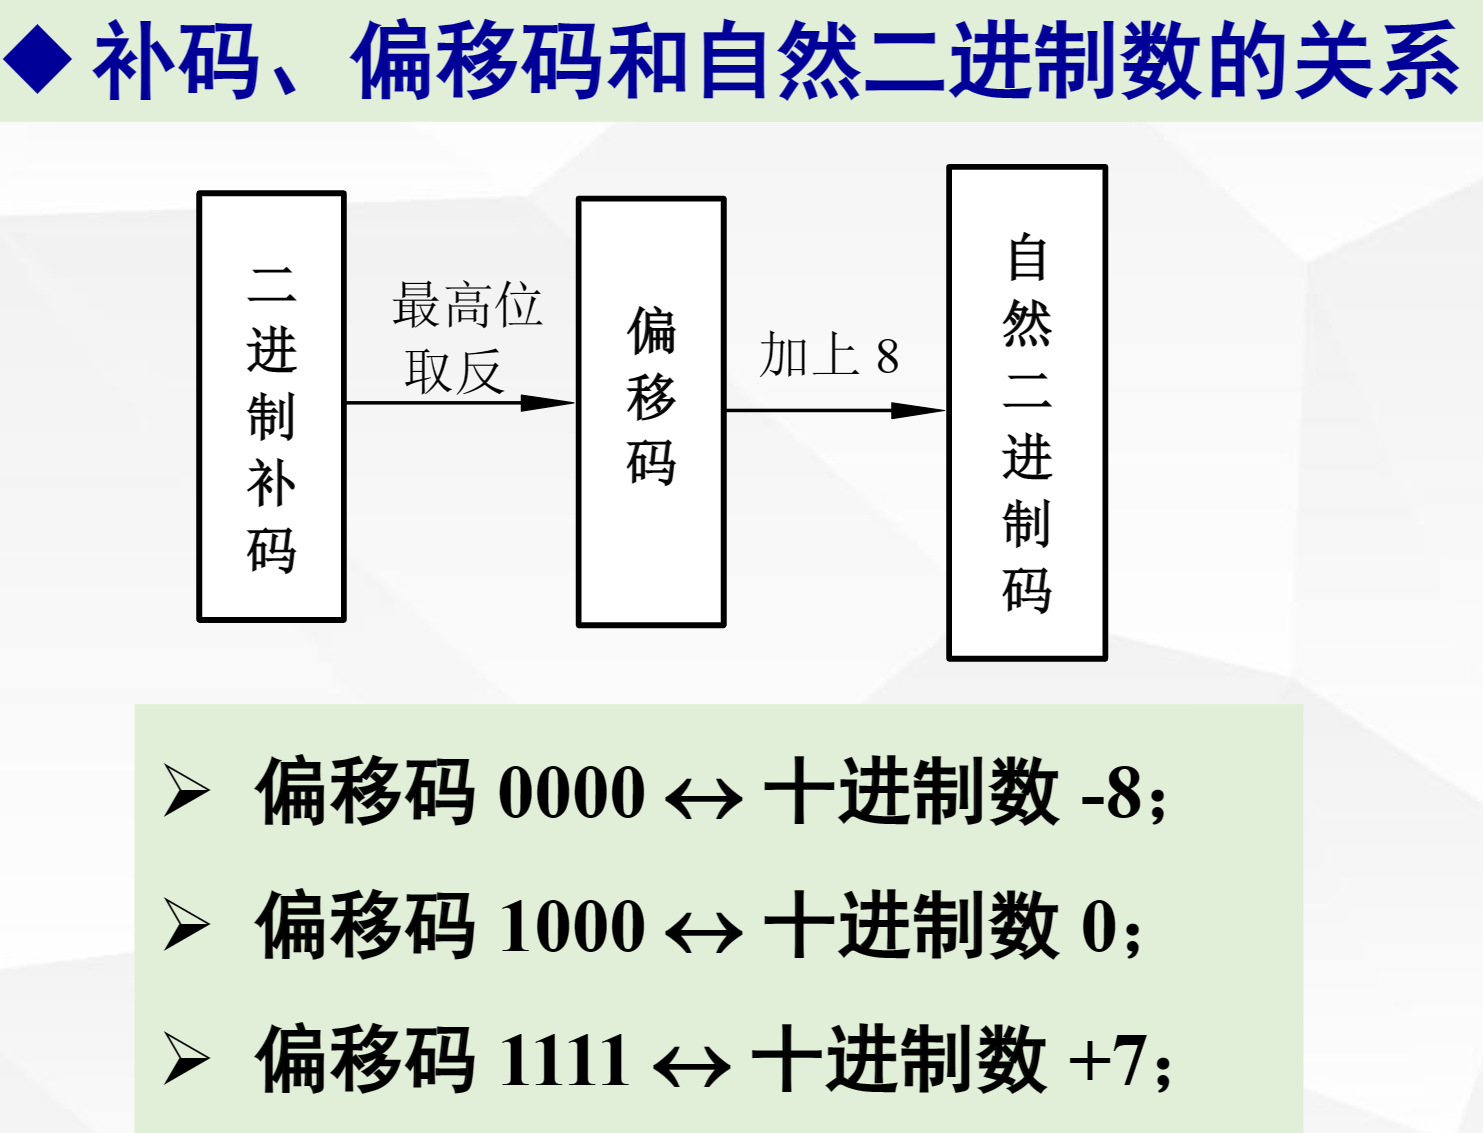 ◆ 补码、偏移码和自然二进制数的关系
二进制补码
最高位
取反
偏移码
加上 8
自然二进制码
➢ 偏移码 0000 ↔ 十进制数 -8；
➢ 偏移码 1000 ↔ 十进制数 0；
➢ 偏移码 1111 ↔ 十进制数 +7；